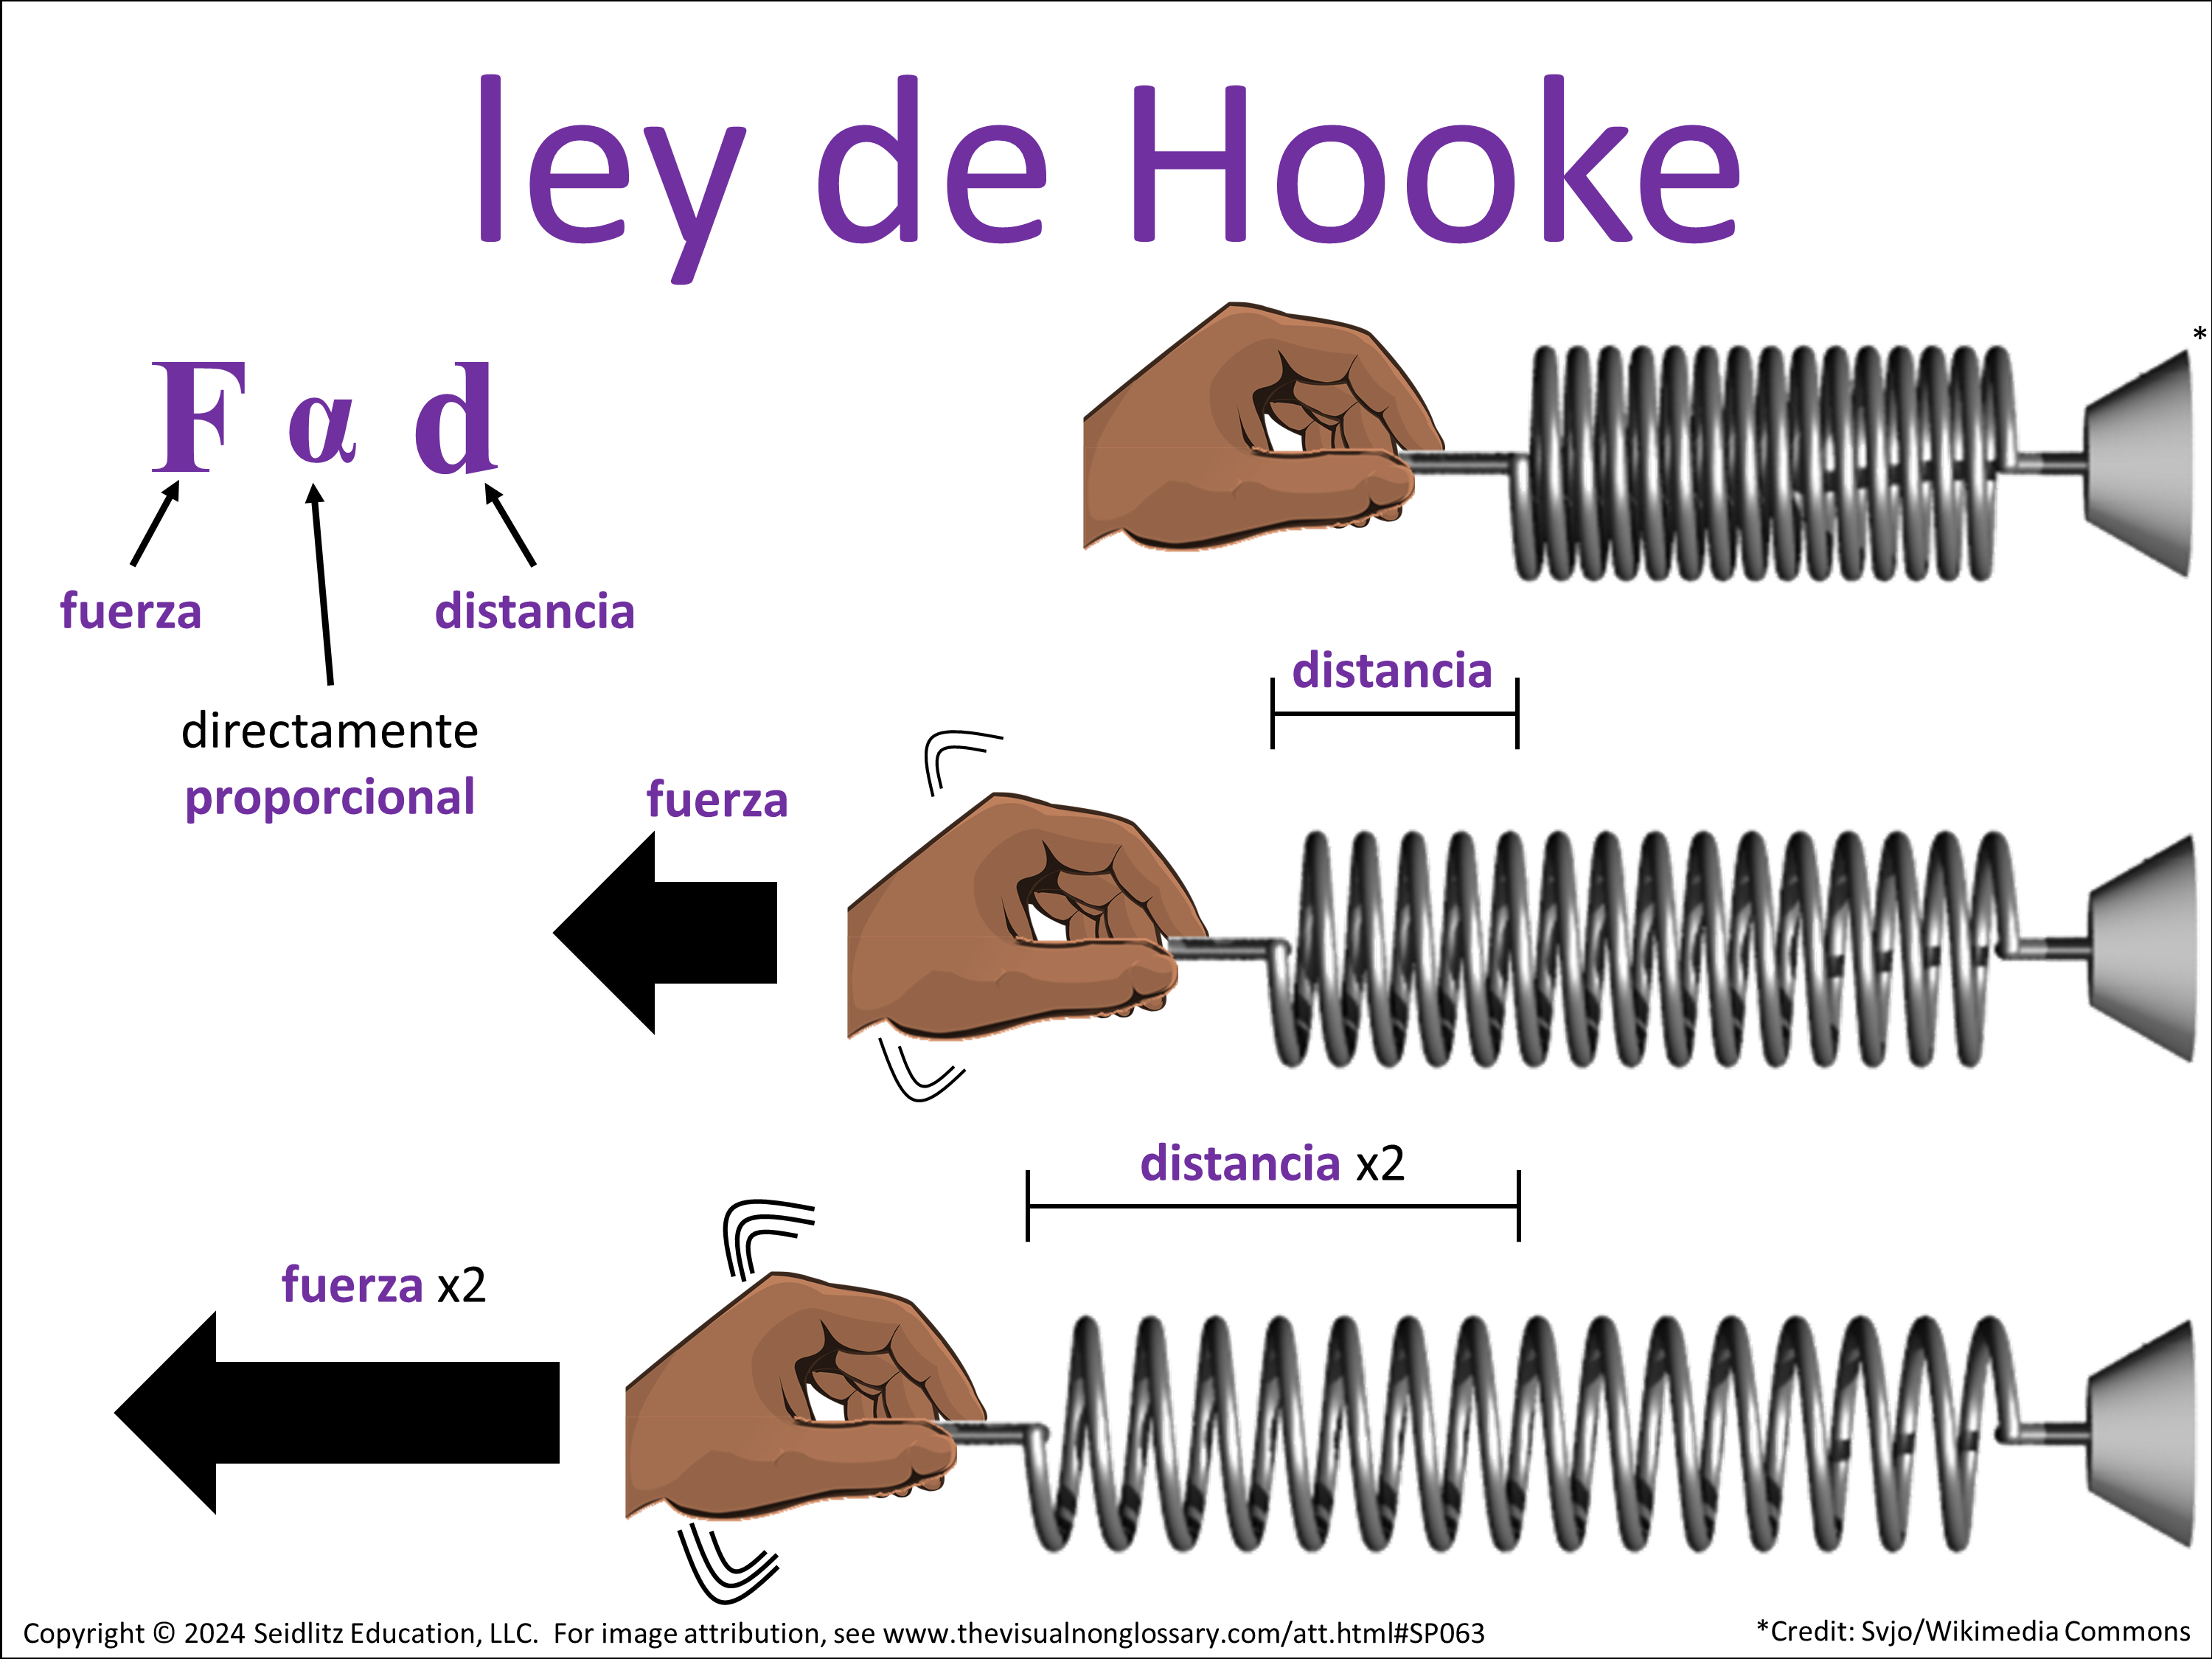 ley de Hooke
F α d
*
fuerza
distancia
directamente
proporcional
distancia
fuerza
distancia x2
fuerza x2
Copyright © 2024 Seidlitz Education, LLC.  For image attribution, see www.thevisualnonglossary.com/att.html#SP063
*Credit: Svjo/Wikimedia Commons